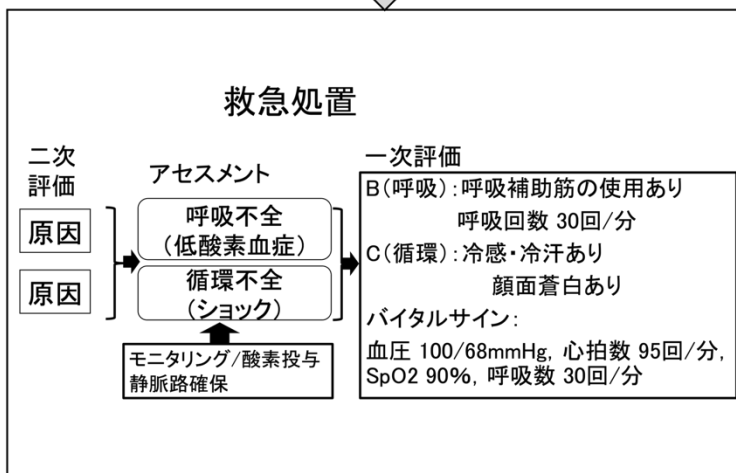 救急処置
二次
評価
原因
原因
アセスメント
呼吸不全
（低酸素血症）
循環不全
（ショック）
モニタリング/酸素投与
静脈路確保
一次評価
B（呼吸）：呼吸補助筋の使用あり
呼吸回数 30回/分
C（循環）：冷感・冷汗あり
顔面蒼白あり
バイタルサイン：
血圧 100/68mmHg, 心拍数 95回/分,
SpO2 90%, 呼吸数 30回/分